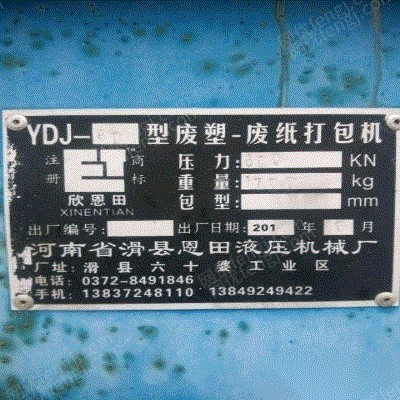 YDJ- 型废塑-废纸打包机
注册 商标
压力 KN
欣恩田
XINENTIAN
重量 kg
包型 mm
出厂编号: 出厂日期:201 年 月
河南省滑县恩田液压机械厂
厂址:滑县六十娄工业区
电话:0372-8491846
手机:13837248110 13849249422